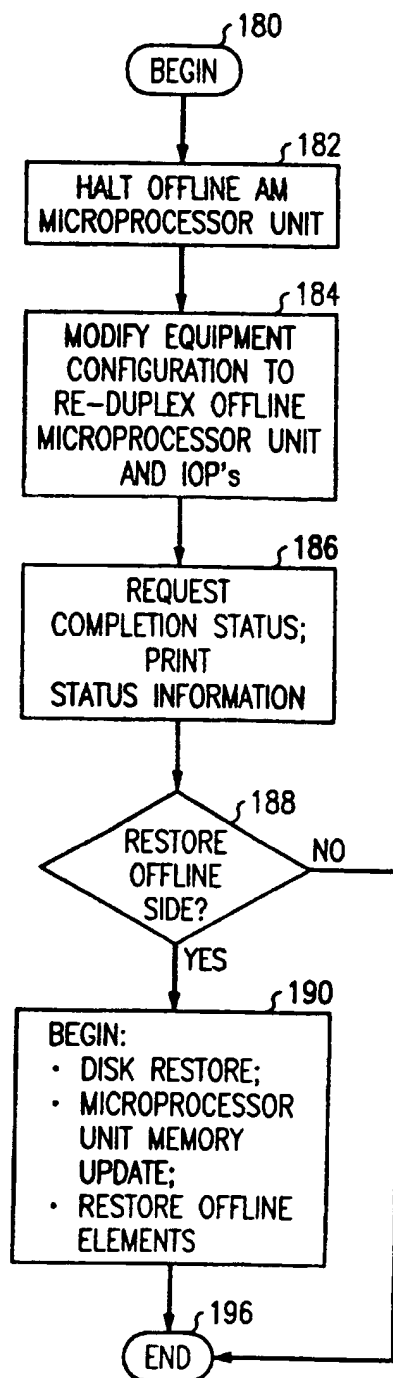 180
BEGIN
182
HALT OFFLINE AM
MICROPROCESSOR UNIT
184
MODIFY EQUIPMENT
CONFIGURATION TO
RE-DUPLEX OFFLINE
MICROPROCESSOR UNIT
AND IOP's
186
REQUEST
COMPLETION STATUS;
PRINT
STATUS INFORMATION
188
RESTORE
OFFLINE
SIDE?
NO
YES
190
BEGIN:
· DISK RESTORE;
· MICROPROCESSOR
UNIT MEMORY
UPDATE;
· RESTORE OFFLINE
ELEMENTS
196
END